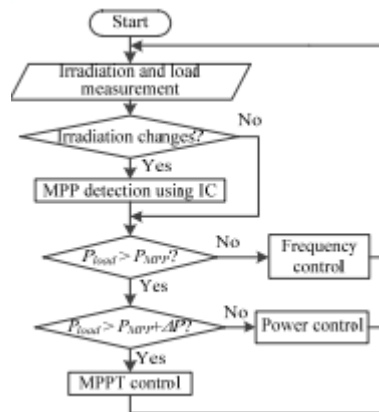 Start
Irradiation and load
measurement
Irradiation changes?
No
Yes
MPP detection using IC
P_load > P_MPP?
No
Frequency
control
Yes
P_load > P_MPP+ΔP?
No
Power control
Yes
MPPT control